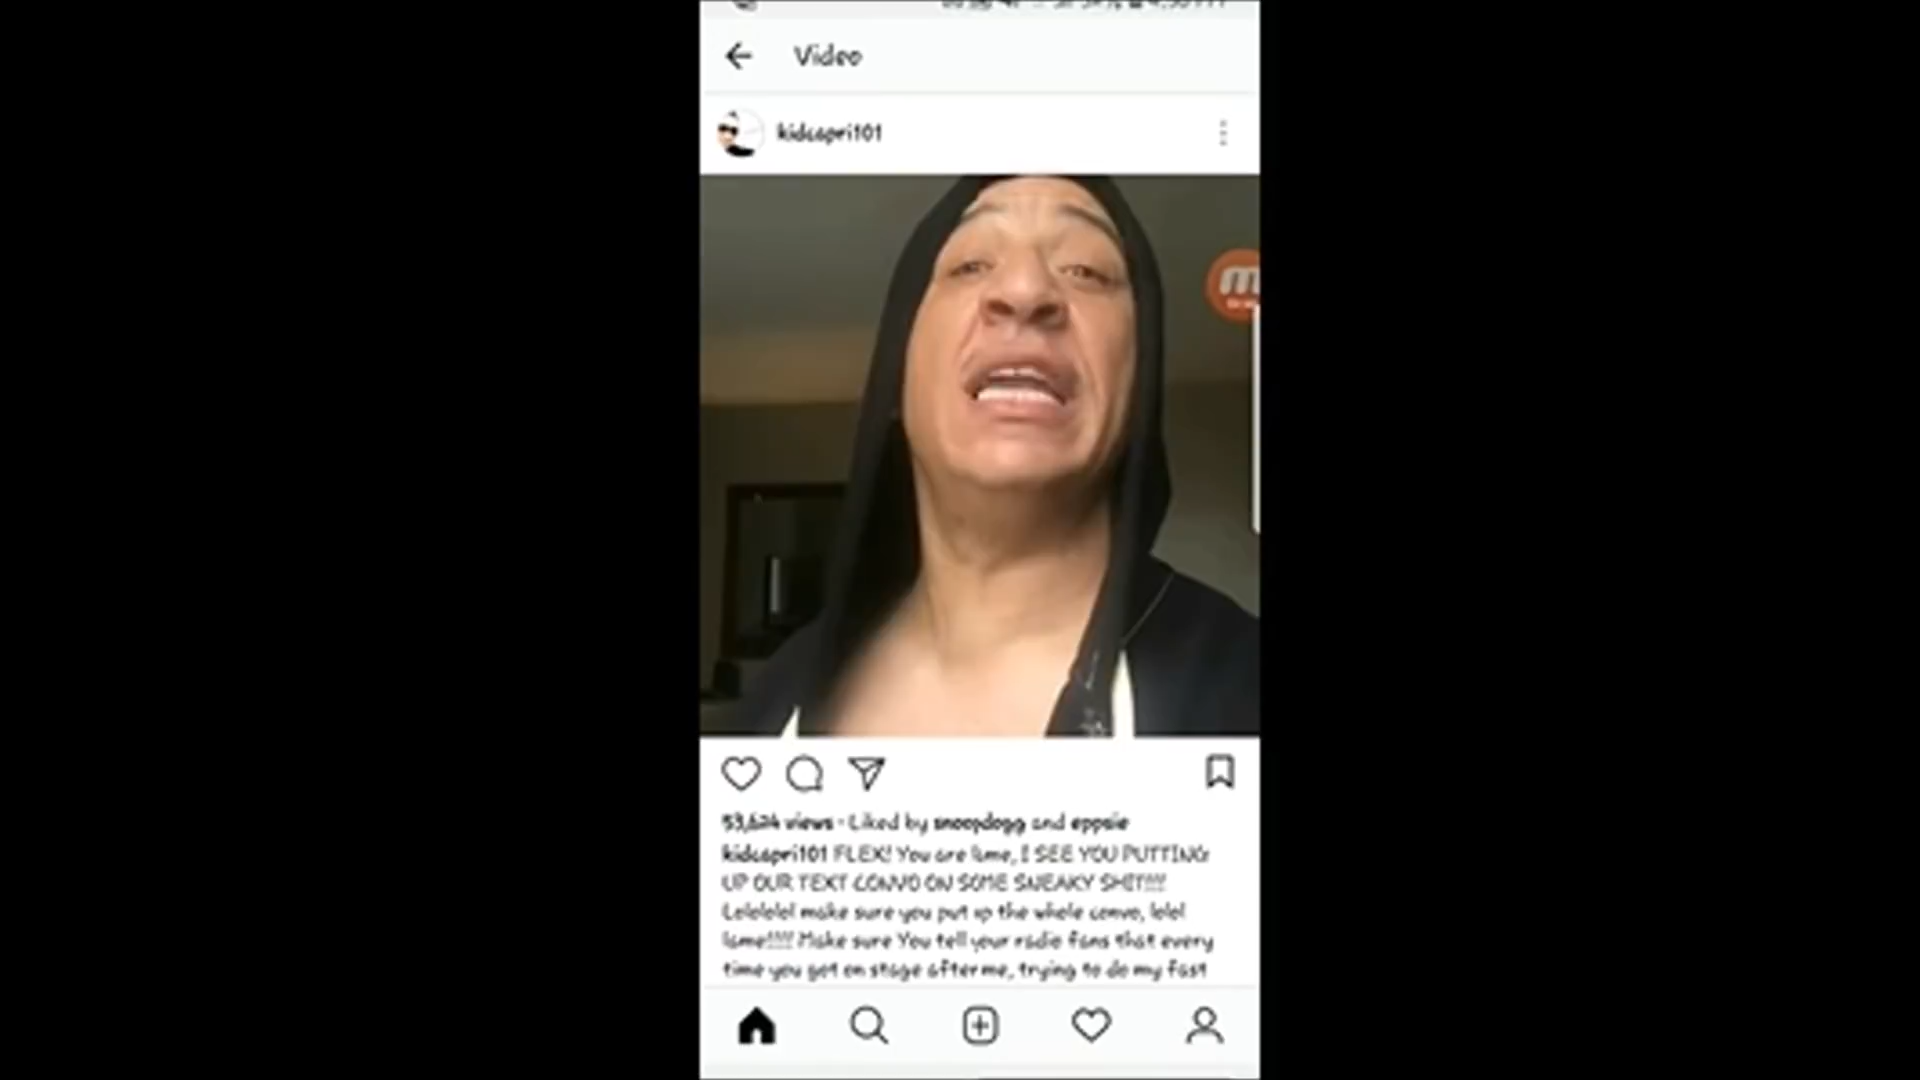 Video
kidcapri101
53,624 views · Liked by snoopdogg and eppsie
kidcapri101 FLEX! You are lame, I SEE YOU PUTTING
UP OUR TEXT CONVO ON SOME SNEAKY SHIT!!!!
Lolololol make sure you put up the whole convo, lolol
lame!!!! Make sure You tell your radio fans that every
time you got on stage after me, trying to do my fast